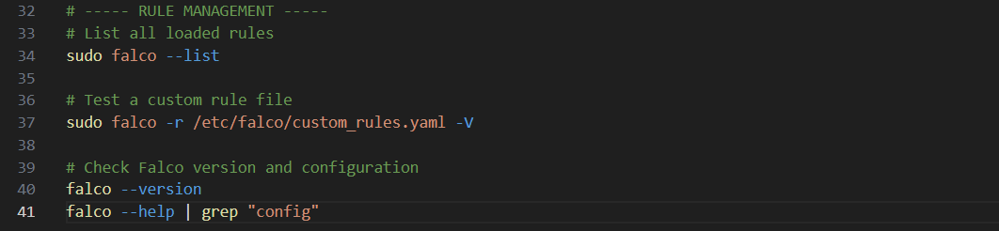 32 # ----- RULE MANAGEMENT -----
33 # List all loaded rules
34 sudo falco --list
35
36 # Test a custom rule file
37 sudo falco -r /etc/falco/custom_rules.yaml -V
38
39 # Check Falco version and configuration
40 falco --version
41 falco --help | grep "config"